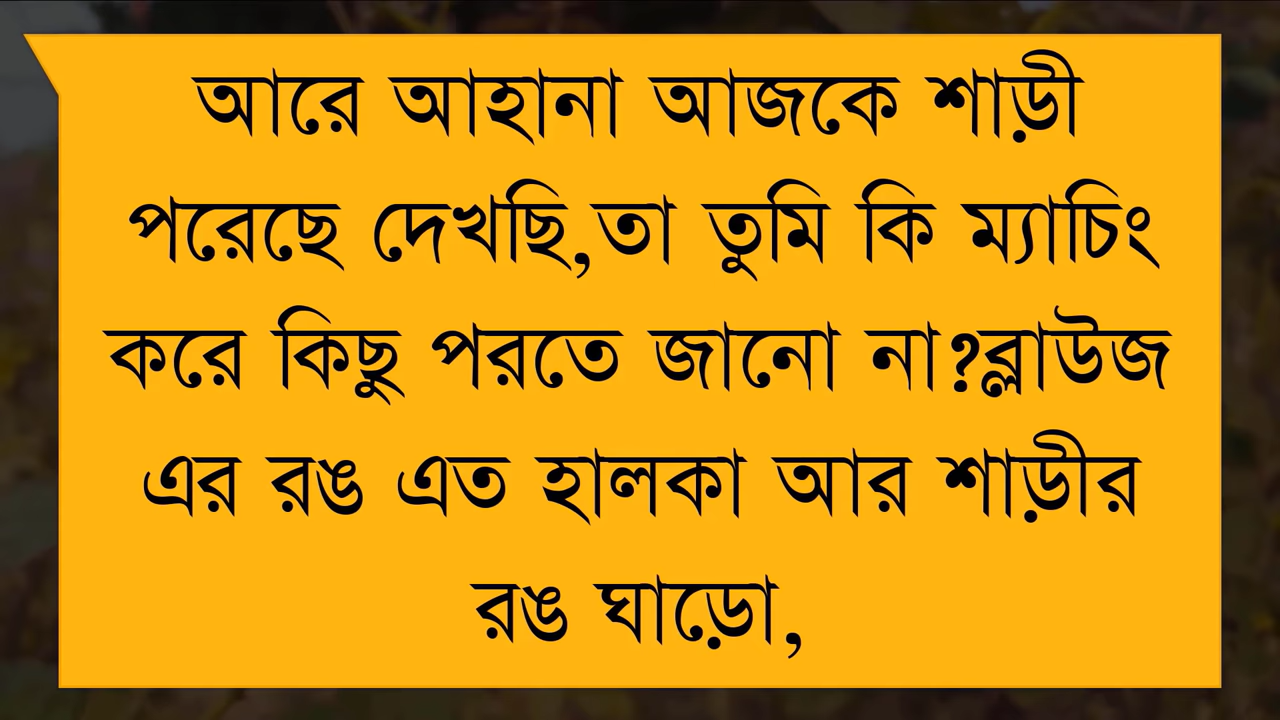 আরে আহানা আজকে শাড়ী
পরেছে দেখছি,তা তুমি কি ম্যাচিং
করে কিছু পরতে জানো না?ব্লাউজ
এর রঙ এত হালকা আর শাড়ীর
রঙ ঘাড়ো,